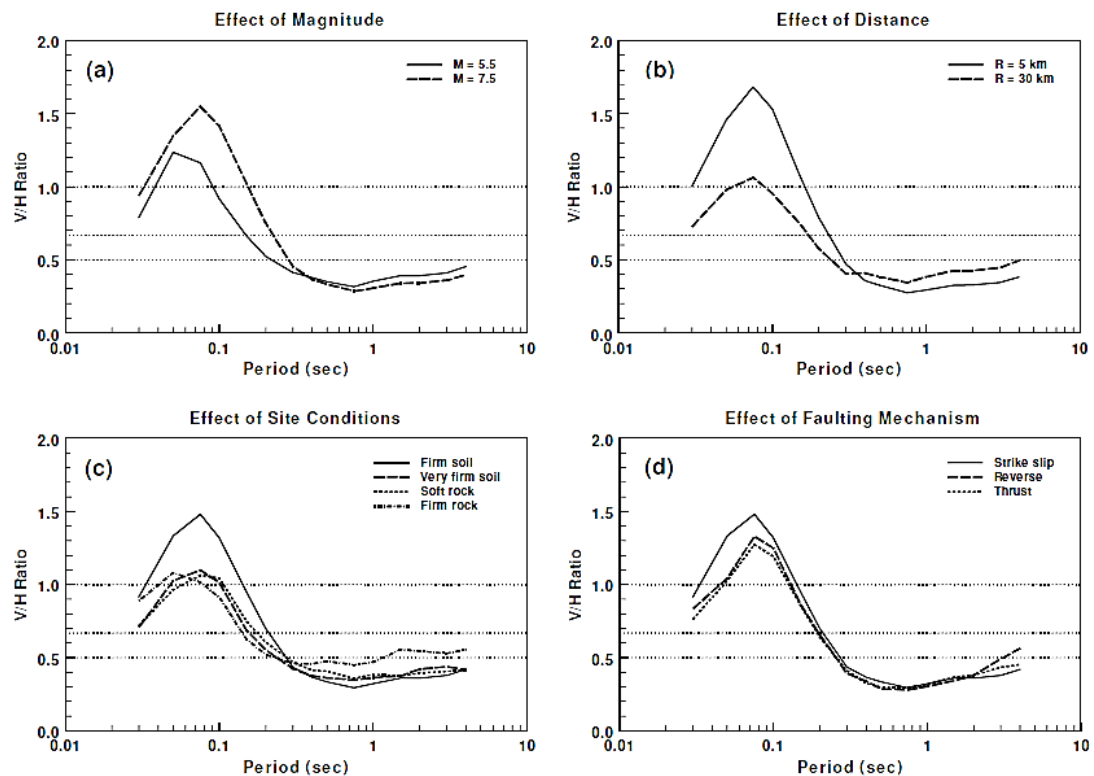 Effect of Magnitude
(a)
M = 5.5
M = 7.5
V/H Ratio
2.0
1.5
1.0
0.5
0.0
0.01
0.1
1
10
Period (sec)
Effect of Distance
(b)
R = 5 km
R = 30 km
V/H Ratio
2.0
1.5
1.0
0.5
0.0
0.01
0.1
1
10
Period (sec)
Effect of Site Conditions
(c)
Firm soil
Very firm soil
Soft rock
Firm rock
V/H Ratio
2.0
1.5
1.0
0.5
0.0
0.01
0.1
1
10
Period (sec)
Effect of Faulting Mechanism
(d)
Strike slip
Reverse
Thrust
V/H Ratio
2.0
1.5
1.0
0.5
0.0
0.01
0.1
1
10
Period (sec)